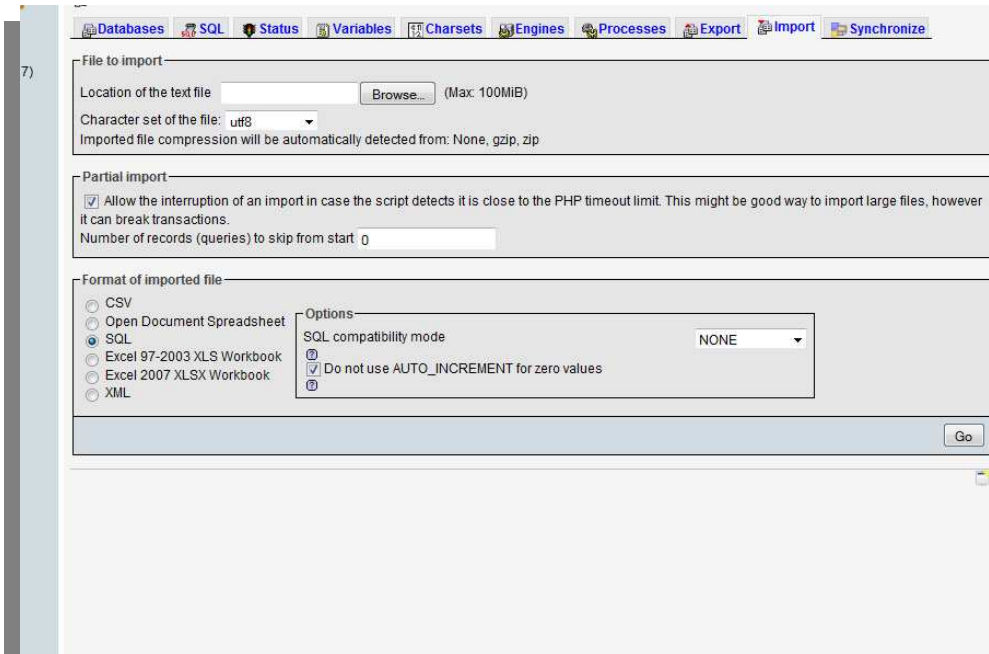 Databases SQL Status Variables Charsets Engines Processes Export Import Synchronize
7)
File to import
Location of the text file Browse... (Max: 100MiB)
Character set of the file: utf8
Imported file compression will be automatically detected from: None, gzip, zip
Partial import
Allow the interruption of an import in case the script detects it is close to the PHP timeout limit. This might be good way to import large files, however
it can break transactions.
Number of records (queries) to skip from start 0
Format of imported file
CSV
Open Document Spreadsheet
SQL
Excel 97-2003 XLS Workbook
Excel 2007 XLSX Workbook
XML
Options
SQL compatibility mode NONE
Do not use AUTO_INCREMENT for zero values
Go